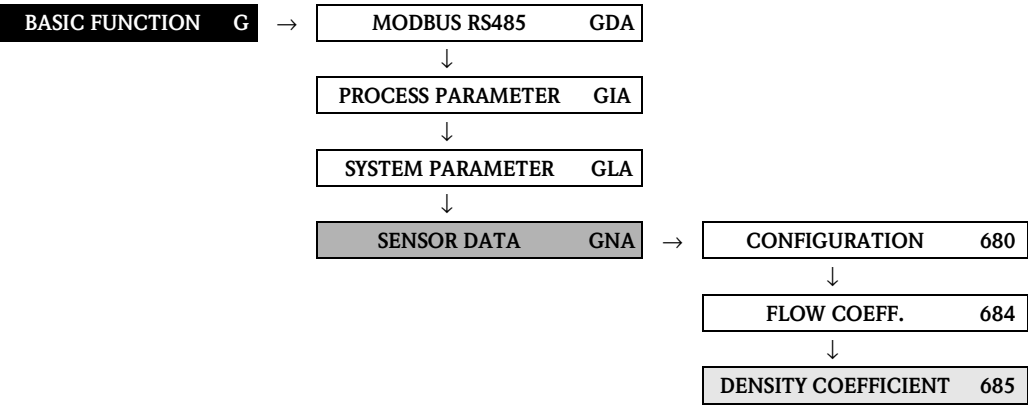 BASIC FUNCTION G → MODBUS RS485 GDA
↓
PROCESS PARAMETER GIA
↓
SYSTEM PARAMETER GLA
↓
SENSOR DATA GNA → CONFIGURATION 680
↓
FLOW COEFF. 684
↓
DENSITY COEFFICIENT 685